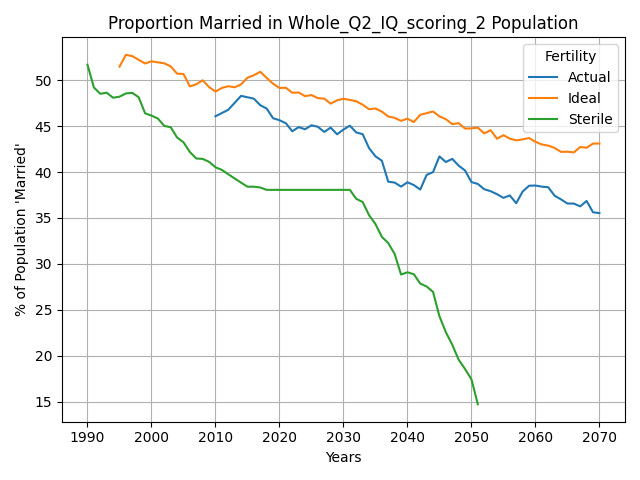 Proportion Married in Whole_Q2_IQ_scoring_2 Population
Fertility
Actual
Ideal
Sterile
% of Population 'Married'
50
45
40
35
30
25
20
15
1990 2000 2010 2020 2030 2040 2050 2060 2070
Years